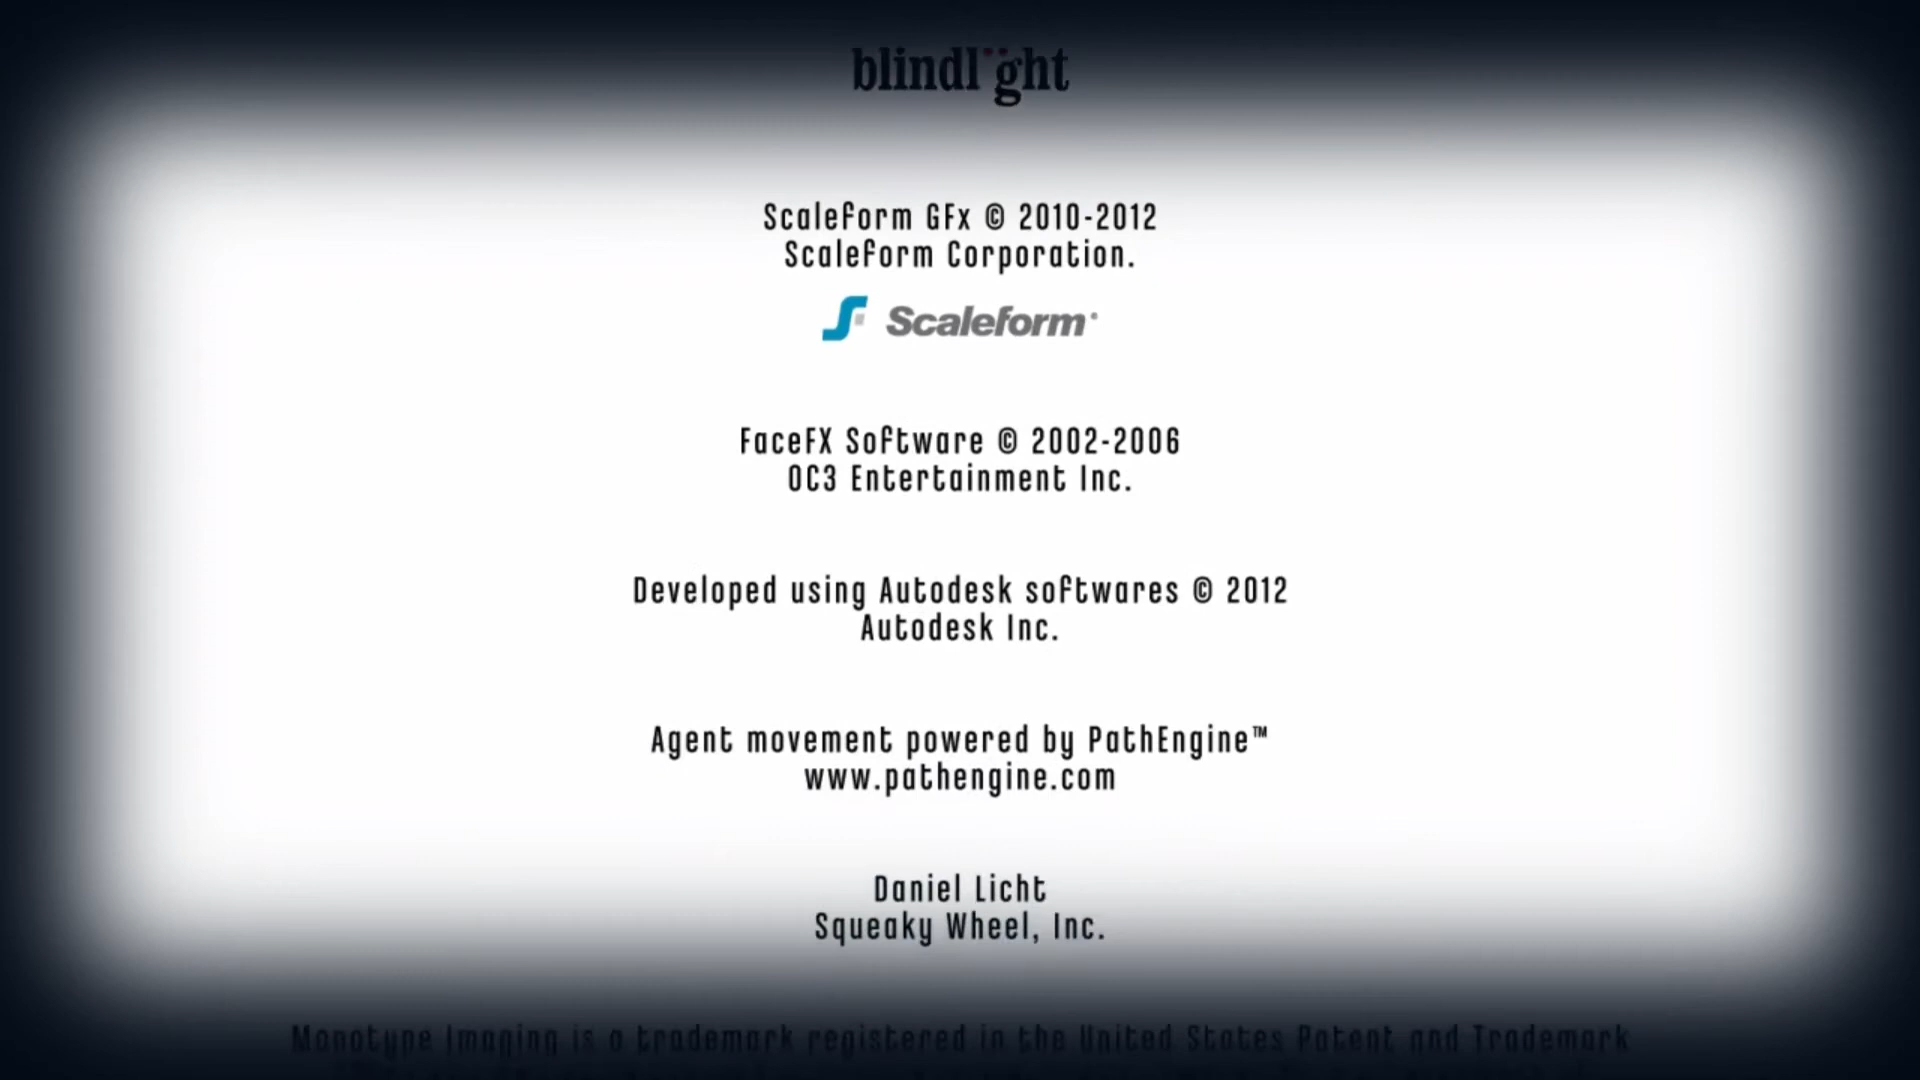 blindlight
Scaleform GFx © 2010-2012
Scaleform Corporation.
Scaleform
FaceFX Software © 2002-2006
OC3 Entertainment Inc.
Developed using Autodesk softwares © 2012
Autodesk Inc.
Agent movement powered by PathEngine™
www.pathengine.com
Daniel Licht
Squeaky Wheel, Inc.
Monotype Imaging is a trademark registered in the United States Patent and Trademark